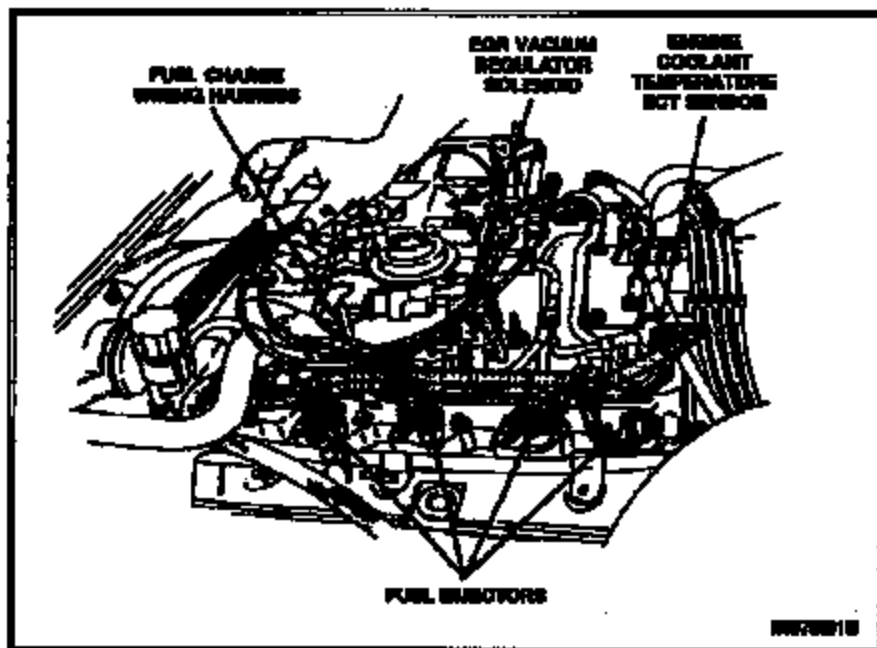 FUEL CHARGE
WIRING HARNESS
EGR VACUUM
REGULATOR
SOLENOID
ENGINE
COOLANT
TEMPERATURE
ECT SENSOR
FUEL INJECTORS